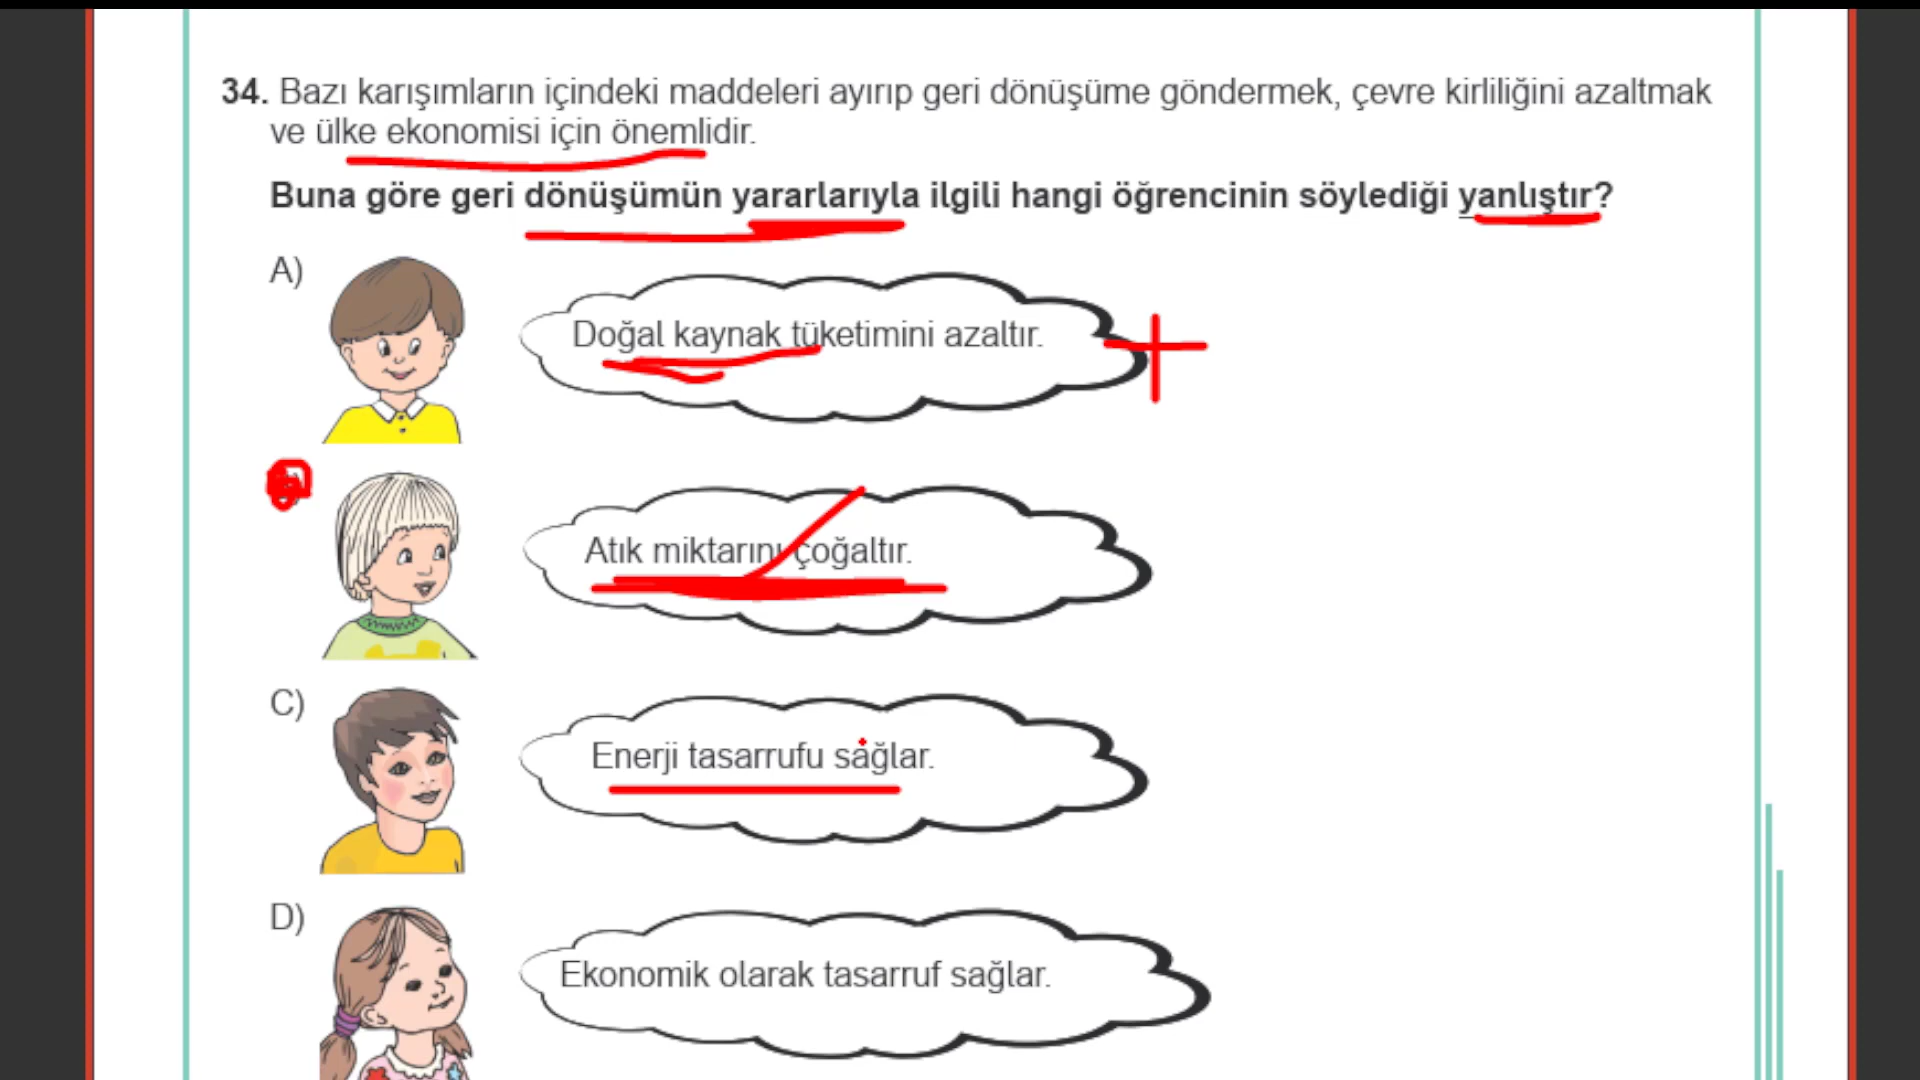 34. Bazı karışımların içindeki maddeleri ayırıp geri dönüşüme göndermek, çevre kirliliğini azaltmak
ve ülke ekonomisi için önemlidir.
Buna göre geri dönüşümün yararlarıyla ilgili hangi öğrencinin söylediği yanlıştır?
A)
Doğal kaynak tüketimini azaltır.
Atık miktarını çoğaltır.
C)
Enerji tasarrufu sağlar.
D)
Ekonomik olarak tasarruf sağlar.